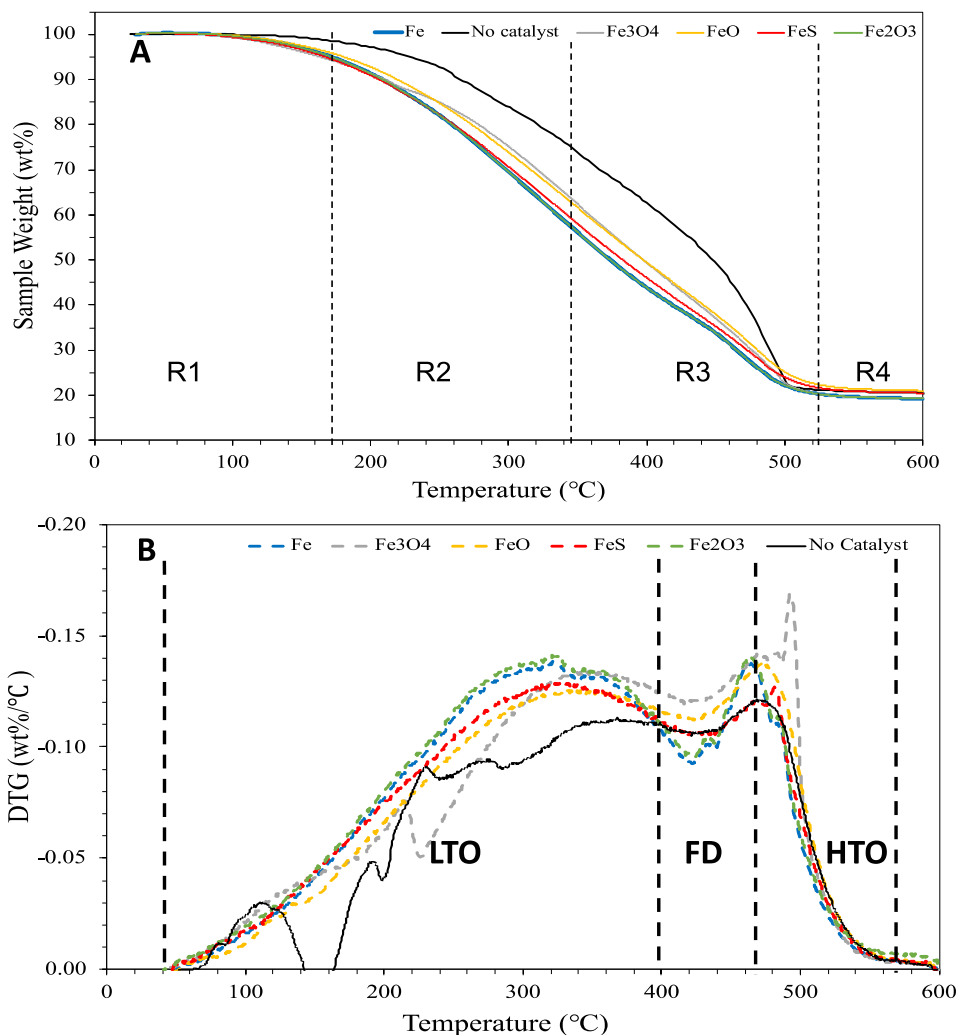 Fe No catalyst Fe3O4 FeO FeS Fe2O3
A
100
90
80
70
60
50
40
30
20
10
Sample Weight (wt%)
R1 R2 R3 R4
0 100 200 300 400 500 600
Temperature (℃)
Fe Fe3O4 FeO FeS Fe2O3 No Catalyst
B
-0.20
-0.15
-0.10
-0.05
0.00
DTG (wt%/℃)
LTO FD HTO
0 100 200 300 400 500 600
Temperature (℃)